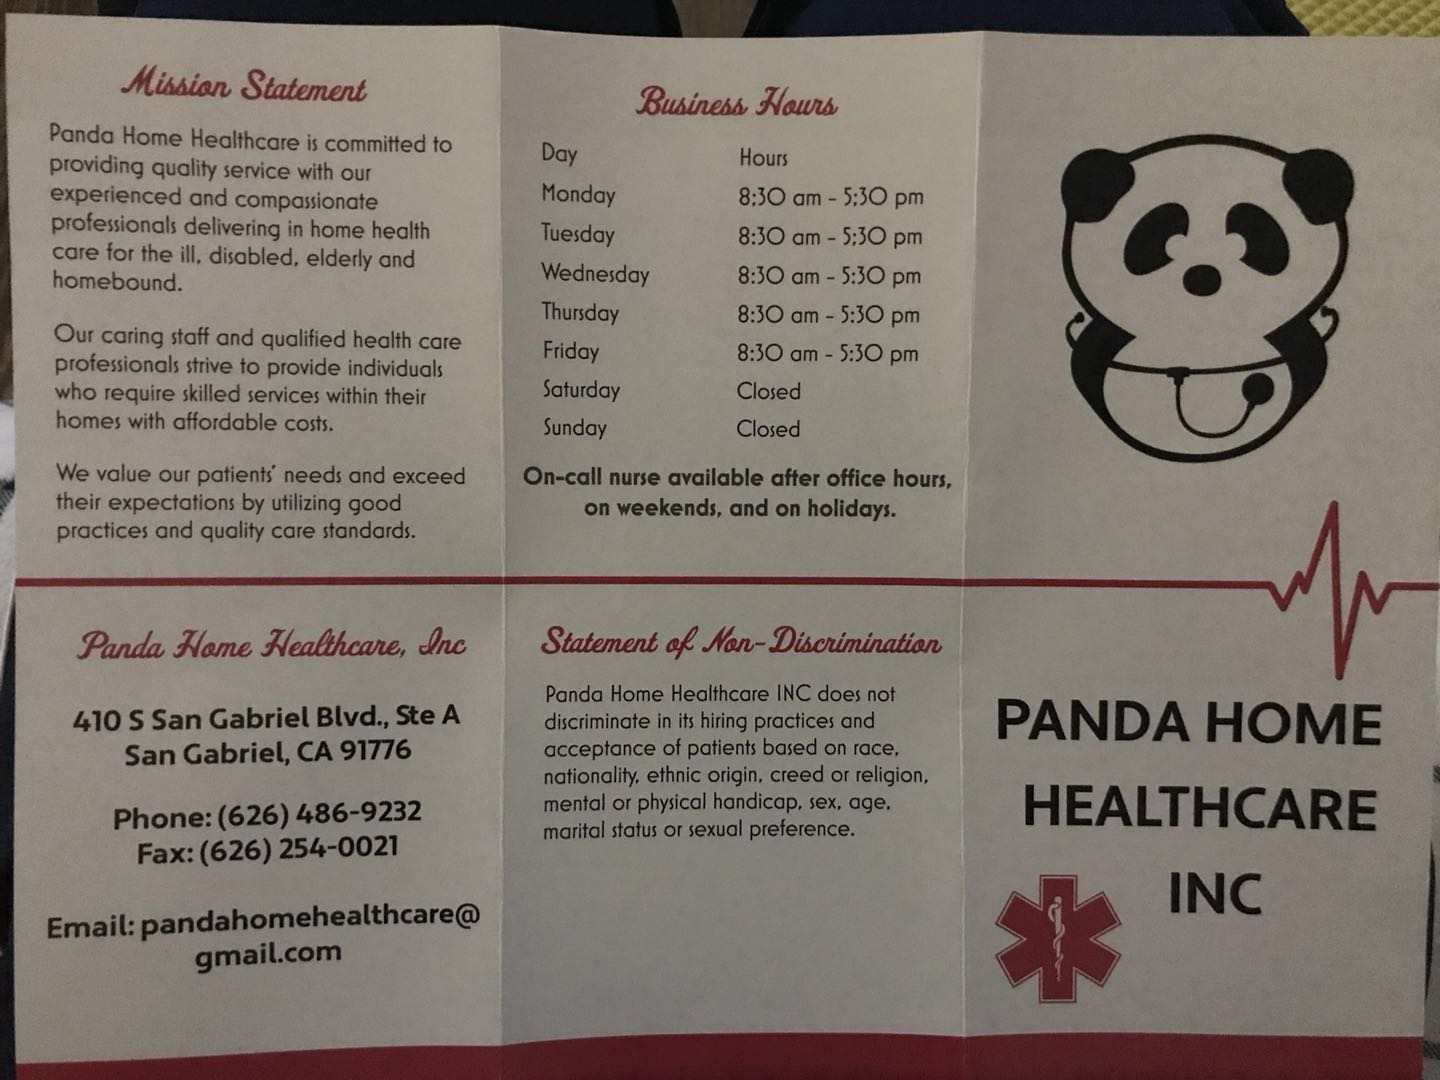 Mission Statement
Panda Home Healthcare is committed to
providing quality service with our
experienced and compassionate
professionals delivering in home health
care for the ill, disabled, elderly and
homebound.
Our caring staff and qualified health care
professionals strive to provide individuals
who require skilled services within their
homes with affordable costs.
We value our patients' needs and exceed
their expectations by utilizing good
practices and quality care standards.
Panda Home Healthcare, Inc
410 S San Gabriel Blvd., Ste A
San Gabriel, CA 91776
Phone: (626) 486-9232
Fax: (626) 254-0021
Email: pandahomehealthcare@
gmail.com
Business Hours
Day Hours
Monday 8:30 am - 5:30 pm
Tuesday 8:30 am - 5:30 pm
Wednesday 8:30 am - 5:30 pm
Thursday 8:30 am - 5:30 pm
Friday 8:30 am - 5:30 pm
Saturday Closed
Sunday Closed
On-call nurse available after office hours,
on weekends, and on holidays.
Statement of Non-Discrimination
Panda Home Healthcare INC does not
discriminate in its hiring practices and
acceptance of patients based on race,
nationality, ethnic origin, creed or religion,
mental or physical handicap, sex, age,
marital status or sexual preference.
PANDA HOME
HEALTHCARE
INC